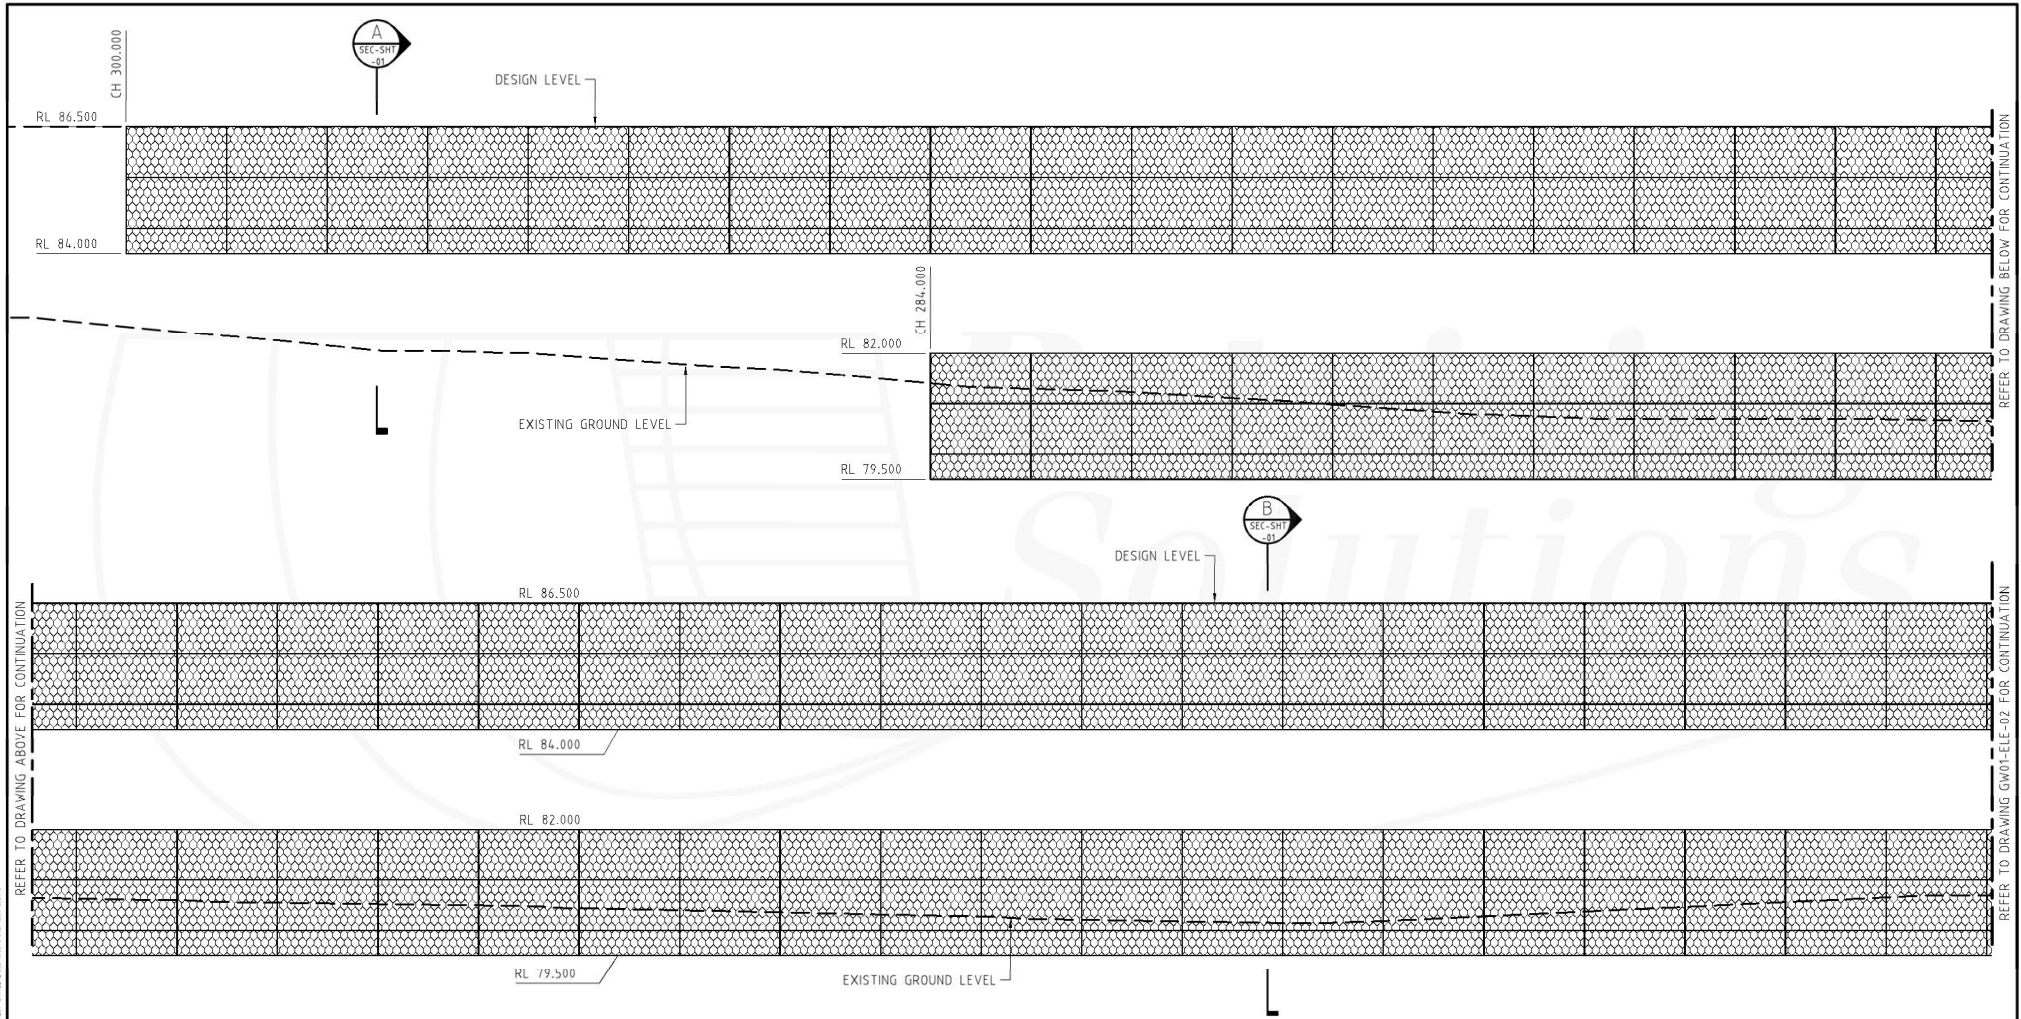 CH 300.000
A
SEC-SHT
-01
DESIGN LEVEL
RL 86.500
RL 84.000
CH 284.000
RL 82.000
EXISTING GROUND LEVEL
RL 79.500
REFER TO DRAWING BELOW FOR CONTINUATION
B
SEC-SHT
-01
DESIGN LEVEL
RL 86.500
RL 84.000
RL 82.000
RL 79.500
EXISTING GROUND LEVEL
REFER TO DRAWING ABOVE FOR CONTINUATION
REFER TO DRAWING GW01-ELE-02 FOR CONTINUATION
Solutions